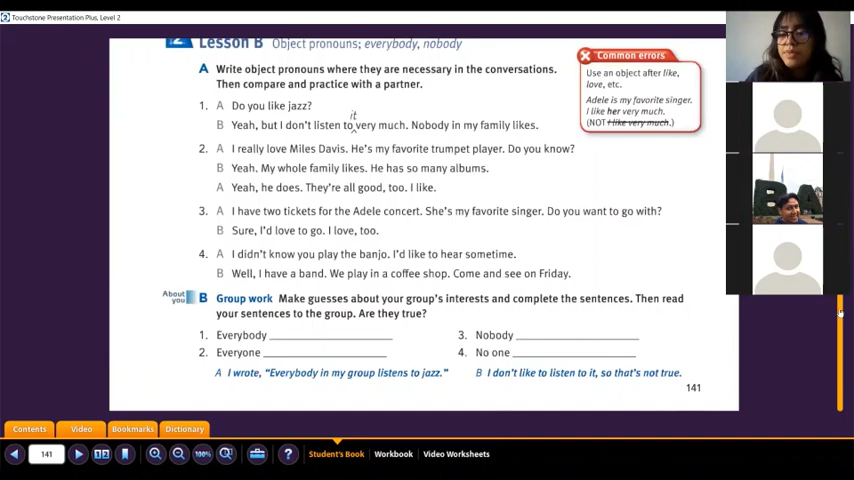 Touchstone Presentation Plus, Level 2
Lesson B Object pronouns; everybody, nobody
A Write object pronouns where they are necessary in the conversations.
Then compare and practice with a partner.
Common errors
Use an object after like,
love, etc.
Adele is my favorite singer.
I like her very much.
(NOT I like very much.)
1. A Do you like jazz?
it
B Yeah, but I don't listen to^very much. Nobody in my family likes.
2. A I really love Miles Davis. He's my favorite trumpet player. Do you know?
B Yeah. My whole family likes. He has so many albums.
A Yeah, he does. They're all good, too. I like.
3. A I have two tickets for the Adele concert. She's my favorite singer. Do you want to go with?
B Sure, I'd love to go. I love, too.
4. A I didn't know you play the banjo. I'd like to hear sometime.
B Well, I have a band. We play in a coffee shop. Come and see on Friday.
About
you
B Group work Make guesses about your group's interests and complete the sentences. Then read
your sentences to the group. Are they true?
1. Everybody
3. Nobody
2. Everyone
4. No one
A I wrote, "Everybody in my group listens to jazz."
B I don't like to listen to it, so that's not true.
141
BA
Contents
Video
Bookmarks
Dictionary
141
12
100%
?
Student's Book
Workbook
Video Worksheets